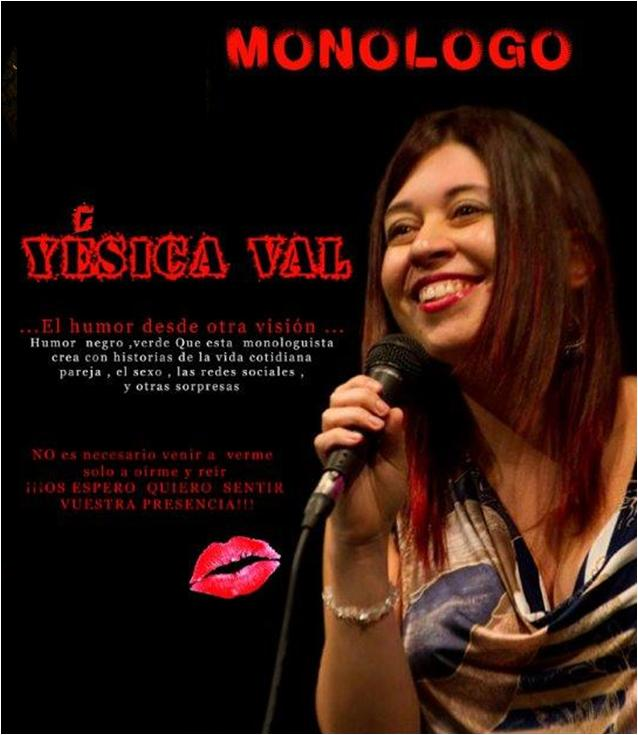 MONOLOGO
YÉSICA VAL
...El humor desde otra visión ...
Humor negro ,verde Que esta monologuista
crea con historias de la vida cotidiana
pareja , el sexo , las redes sociales ,
y otras sorpresas
NO es necesario venir a verme
solo a oirme y reir
¡¡¡OS ESPERO QUIERO SENTIR
VUESTRA PRESENCIA!!!